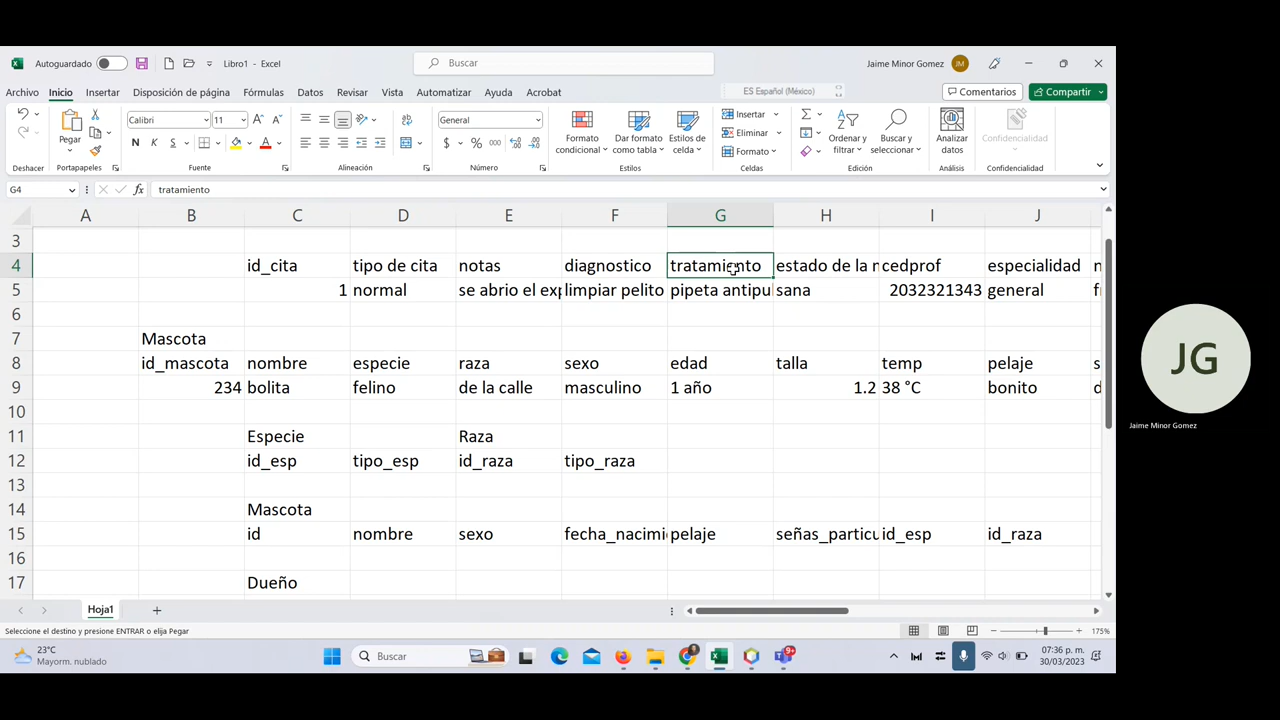 Autoguardado Libro1 - Excel Buscar Jaime Minor Gomez JM
Archivo Inicio Insertar Disposición de página Fórmulas Datos Revisar Vista Automatizar Ayuda Acrobat ES Español (México) Comentarios Compartir
Calibri 11 General Insertar
Pegar Formato condicional Dar formato como tabla Estilos de celda Eliminar Ordenar y filtrar Buscar y seleccionar Analizar datos Confidencialidad
N K S $ % 000 Formato
Deshacer Portapapeles Fuente Alineación Número Estilos Celdas Edición Análisis Confidencialidad
G4 fx tratamiento
A B C D E F G H I J
3
4 id_cita tipo de cita notas diagnostico tratamiento estado de la cedprof especialidad
5 1 normal se abrio el exp limpiar pelito pipeta antipul sana 2032321343 general
6
7 Mascota
8 id_mascota nombre especie raza sexo edad talla temp pelaje s
9 234 bolita felino de la calle masculino 1 año 1.2 38 °C bonito d
10
11 Especie Raza
12 id_esp tipo_esp id_raza tipo_raza
13
14 Mascota
15 id nombre sexo fecha_nacimi pelaje señas_particu id_esp id_raza
16
17 Dueño
Hoja1
Seleccione el destino y presione ENTRAR o elija Pegar 175%
23°C
Mayorm. nublado
Buscar 9+ 07:36 p. m.
30/03/2023
JG
Jaime Minor Gomez